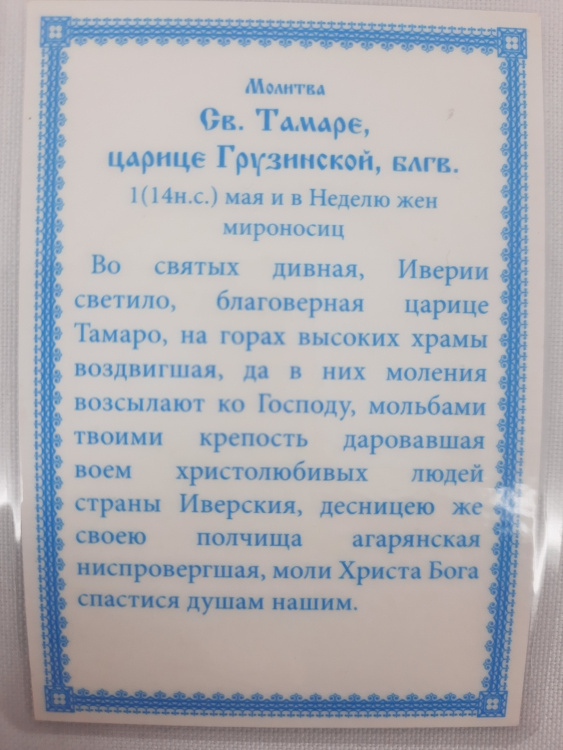 Молитва
Св. Тамаре,
царице Грузинской, блгв.
1(14н.с.) мая и в Неделю жен
мироносиц
Во святых дивная, Иверии
светило, благоверная царице
Тамаро, на горах высоких храмы
воздвигшая, да в них моления
возсылают ко Господу, мольбами
твоими крепость даровавшая
воем христолюбивых людей
страны Иверския, десницею же
своею полчища агарянская
ниспровергшая, моли Христа Бога
спастися душам нашим.